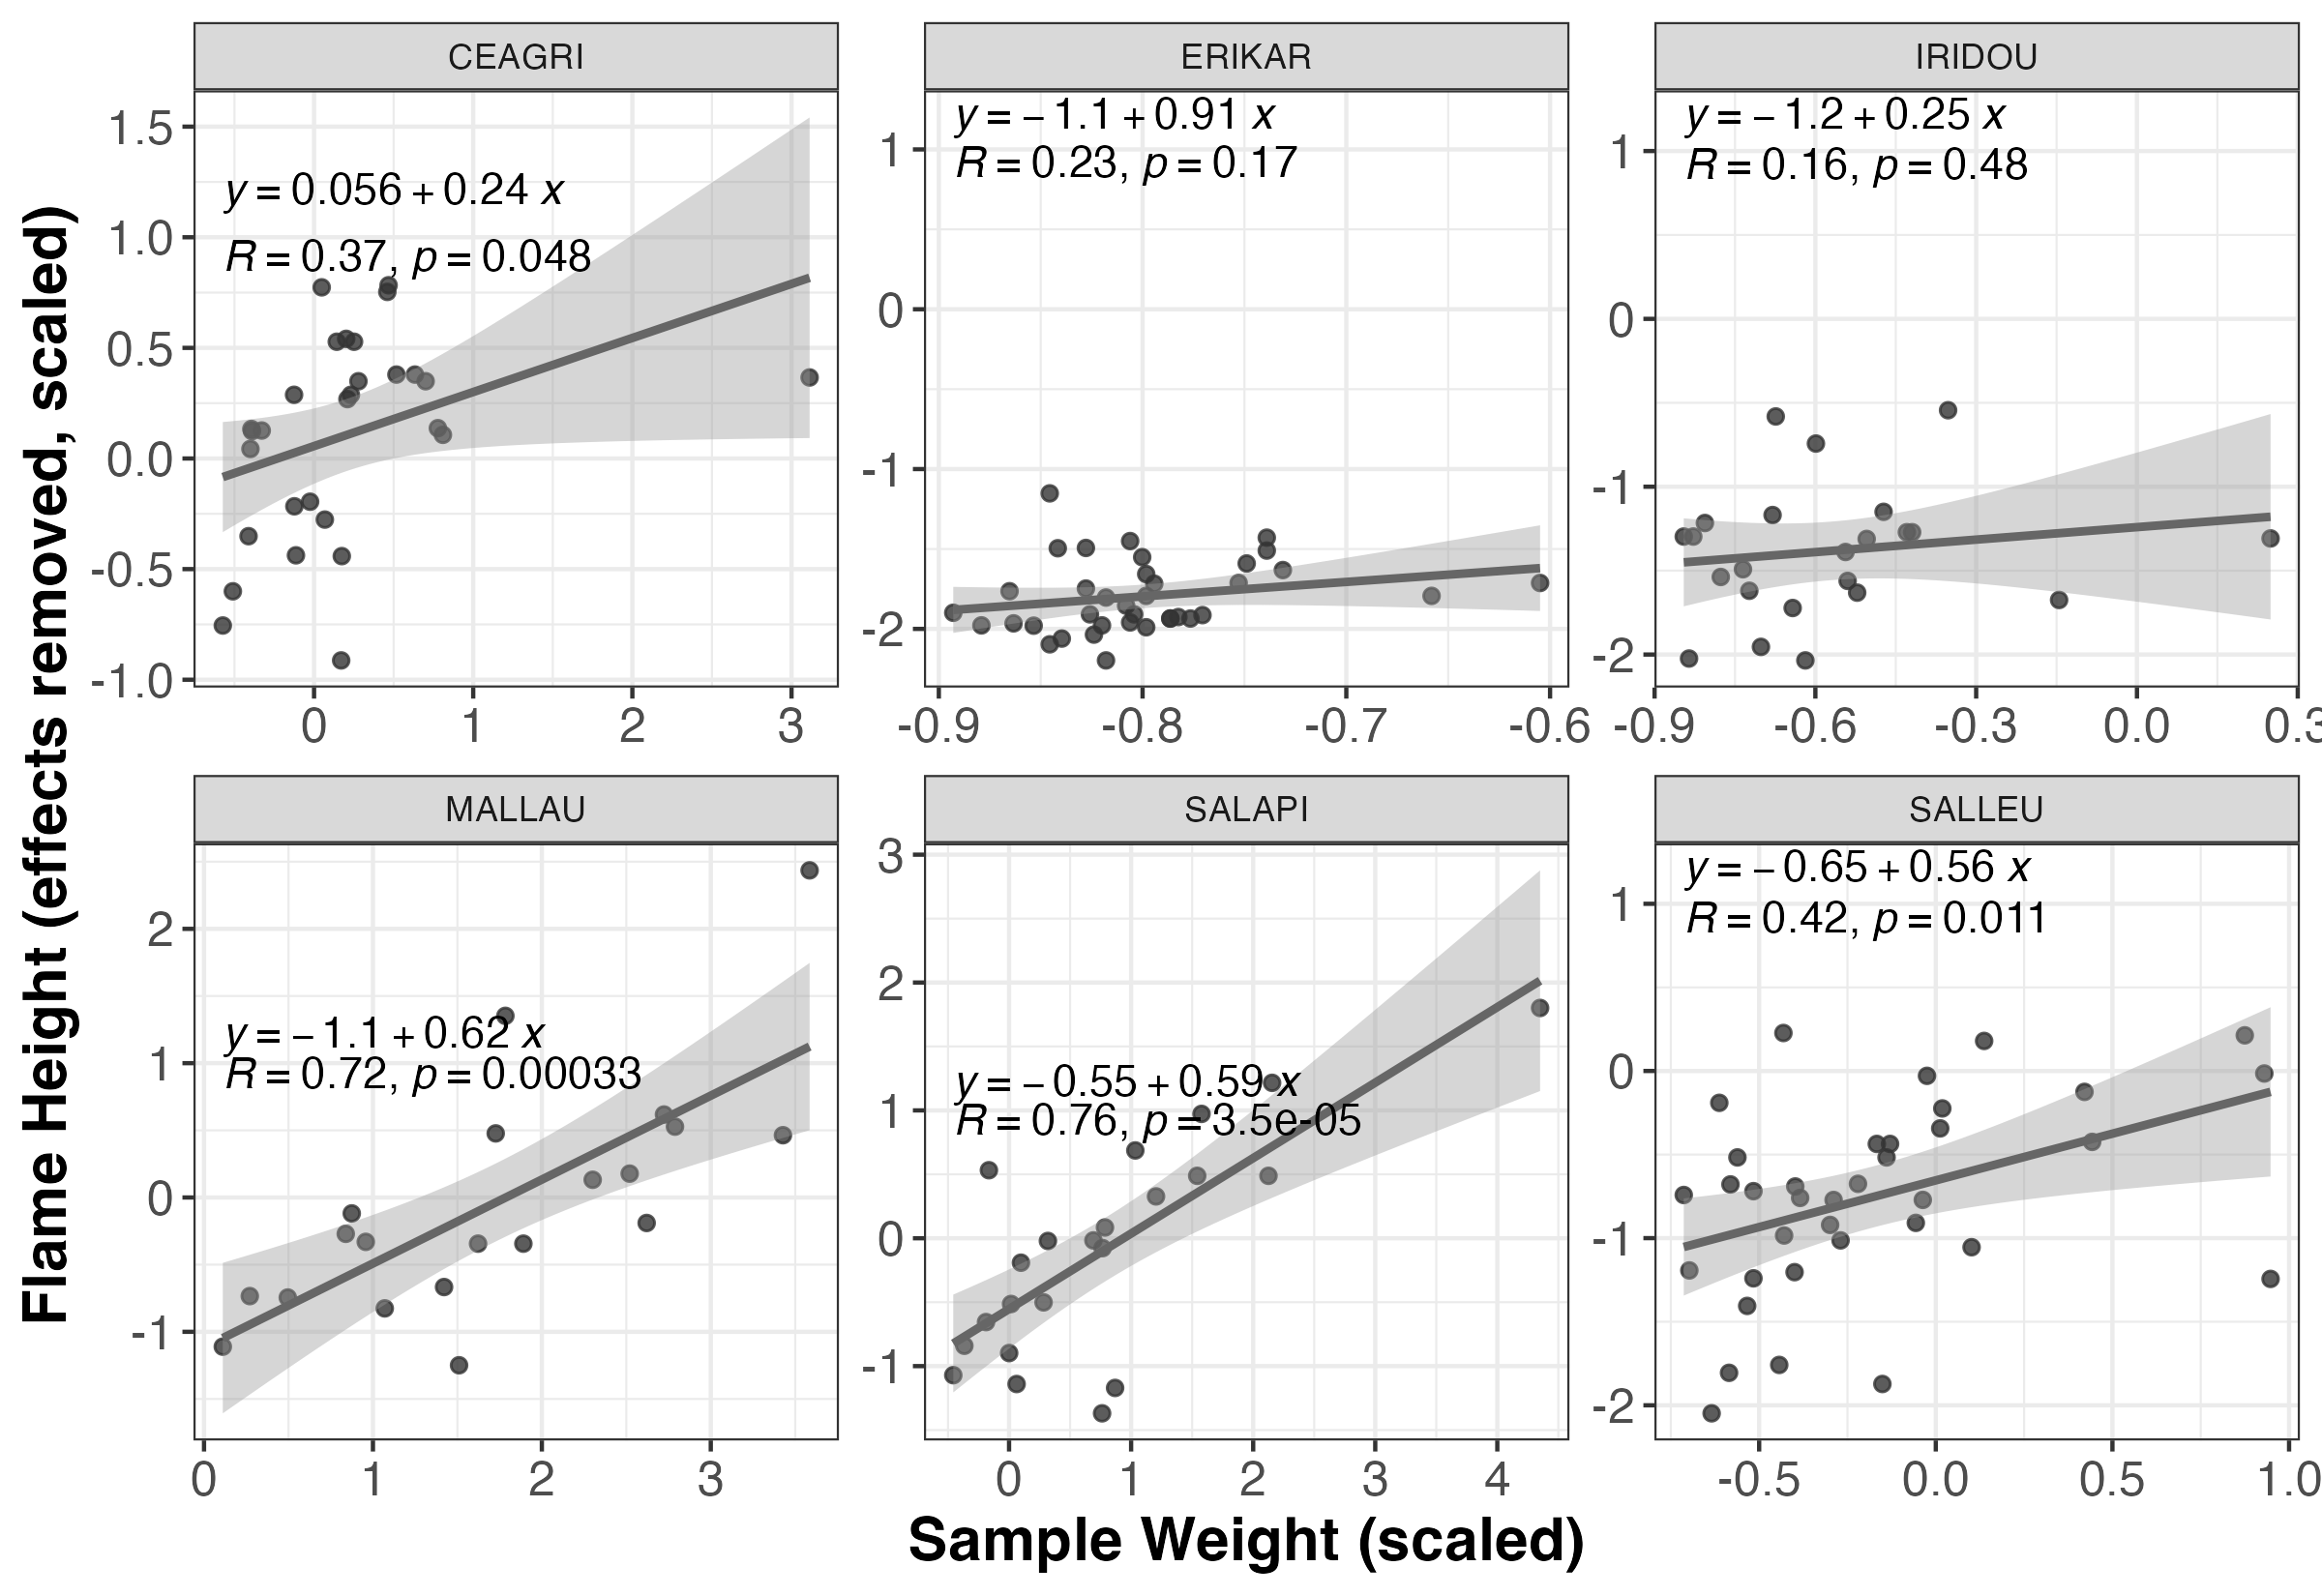 CEAGRI
ERIKAR
IRIDOU
y = 0.056 + 0.24 x
R = 0.37, p = 0.048
1.5
1.0
0.5
0.0
-0.5
-1.0
0 1 2 3
y = − 1.1 + 0.91 x
R = 0.23, p = 0.17
1
0
-1
-2
-0.9 -0.8 -0.7 -0.6
y = − 1.2 + 0.25 x
R = 0.16, p = 0.48
1
0
-1
-2
-0.9 -0.6 -0.3 0.0 0.3
MALLAU
SALAPI
SALLEU
y = − 1.1 + 0.62 x
R = 0.72, p = 0.00033
2
1
0
-1
0 1 2 3
y = − 0.55 + 0.59 x
R = 0.76, p = 3.5e-05
3
2
1
0
-1
0 1 2 3 4
y = − 0.65 + 0.56 x
R = 0.42, p = 0.011
1
0
-1
-2
-0.5 0.0 0.5 1.0
Sample Weight (scaled)
Flame Height (effects removed, scaled)